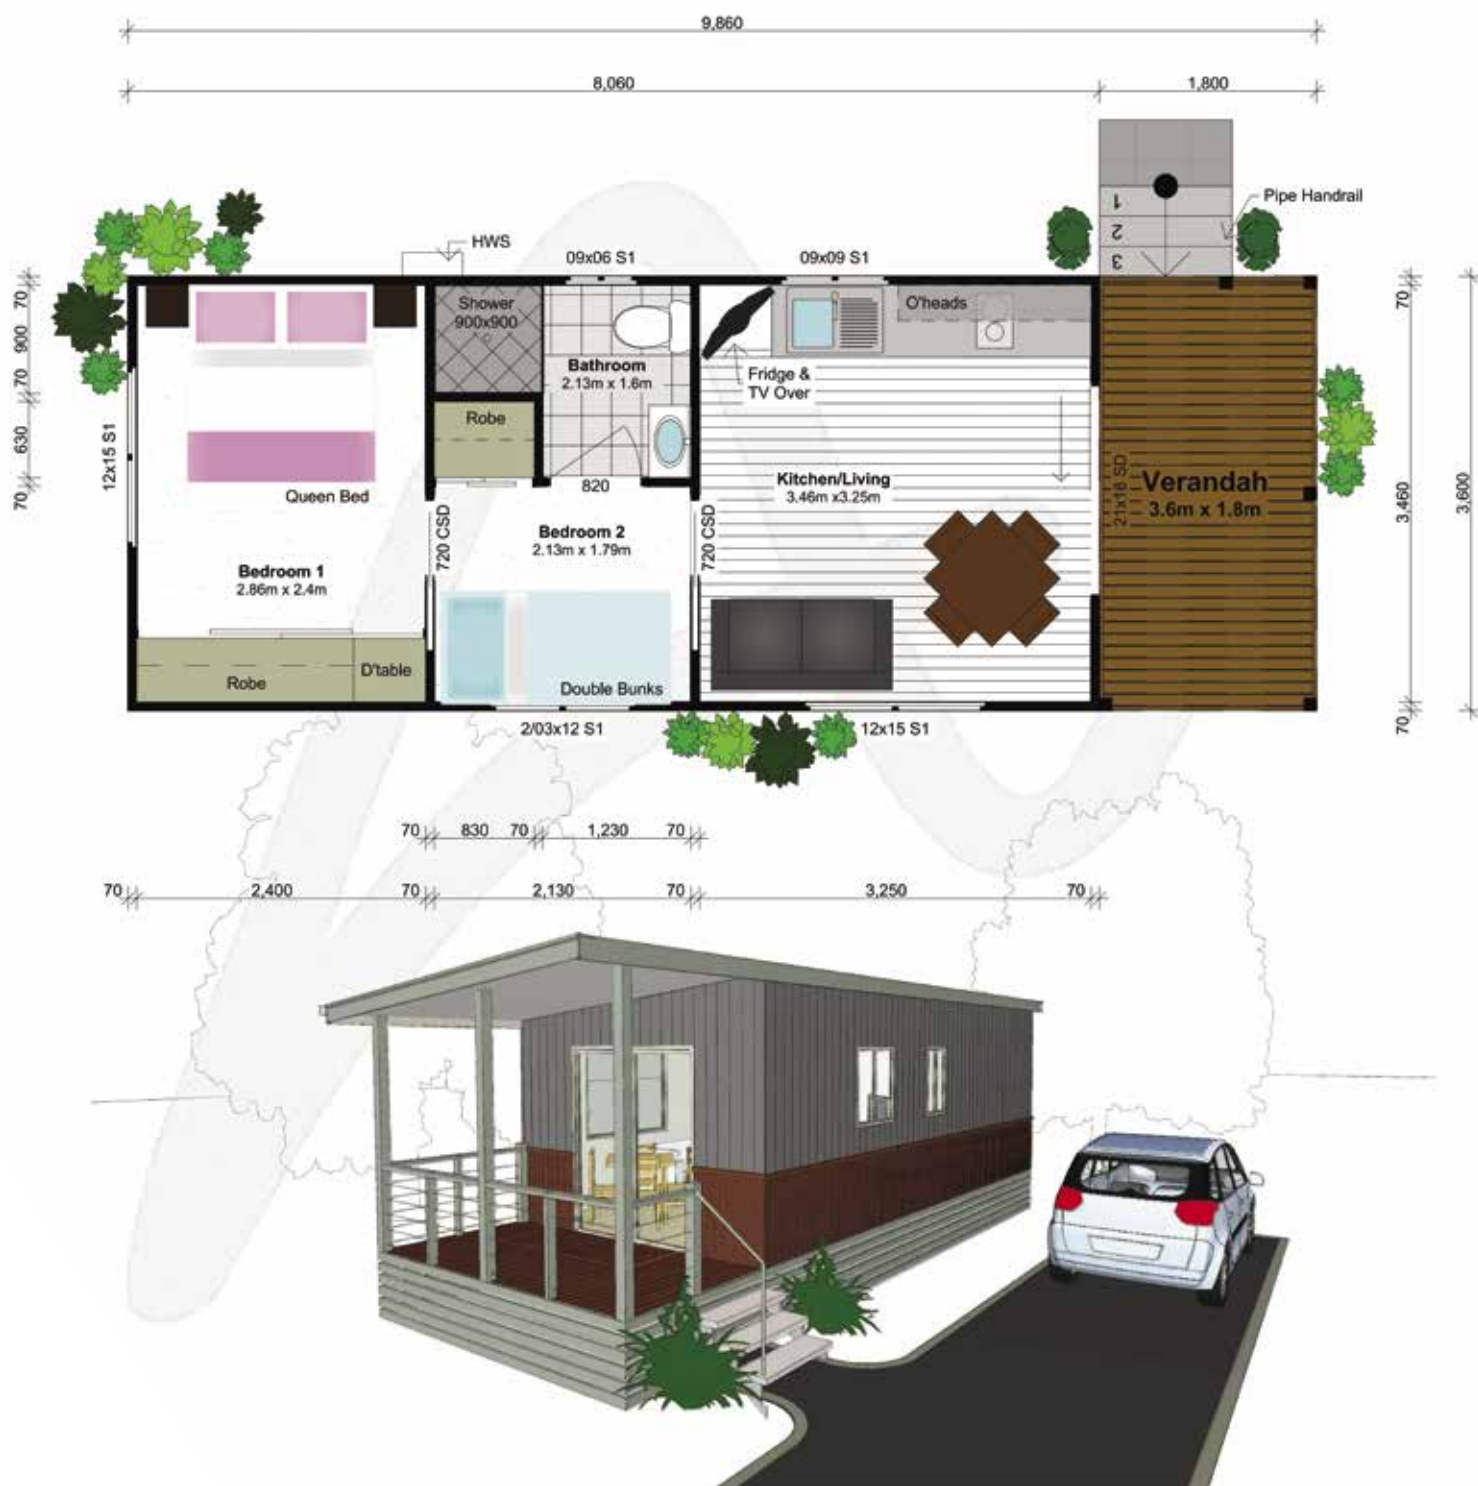 9,860
8,060
1,800
Pipe Handrail
1
2
3
HWS
09x06 S1
09x09 S1
70
900
70
630
70
12x15 S1
Shower
900x900
O'heads
Bathroom
2.13m x 1.6m
Fridge &
TV Over
Robe
Queen Bed
820
Kitchen/Living
3.46m x3.25m
21x16 SD
Verandah
3.6m x 1.8m
70
3,460
70
3,600
720 CSD
Bedroom 2
2.13m x 1.79m
720 CSD
Bedroom 1
2.86m x 2.4m
Robe
D'table
Double Bunks
2/03x12 S1
12x15 S1
70
830
70
1,230
70
70
2,400
70
2,130
70
3,250
70